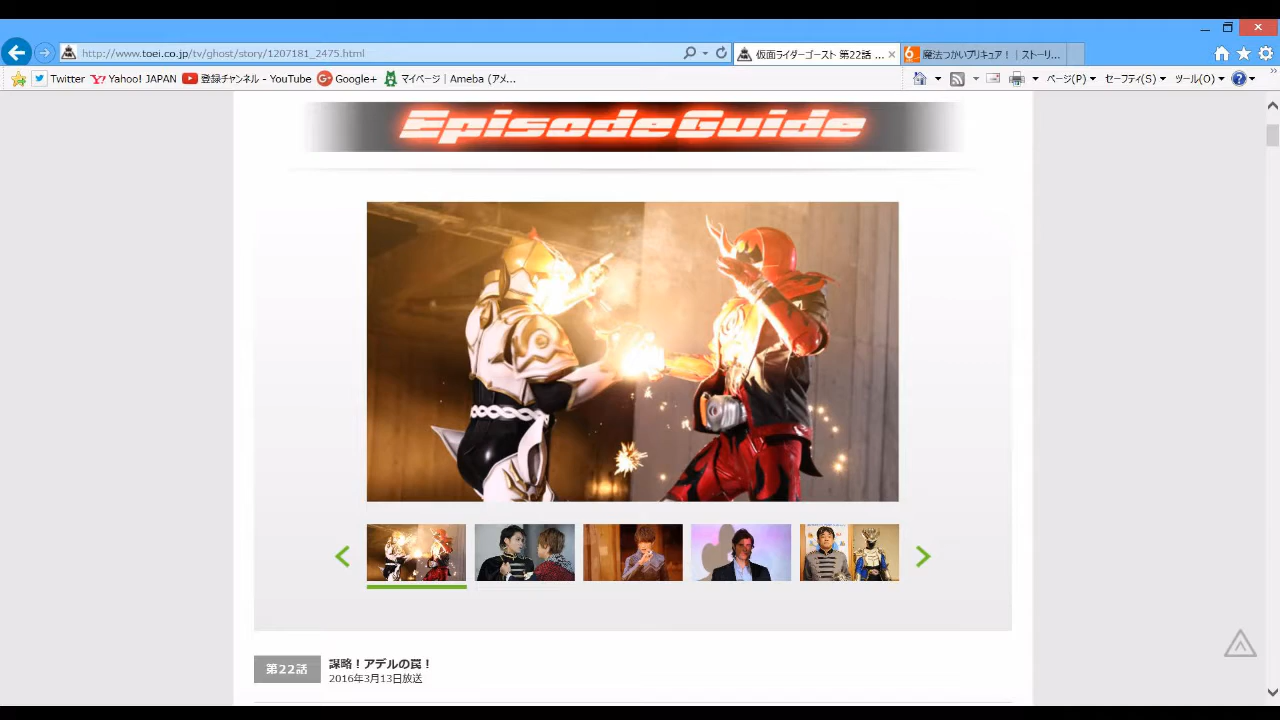 http://www.toei.co.jp/tv/ghost/story/1207181_2475.html
仮面ライダーゴースト 第22話 ...
魔法つかいプリキュア！｜ストーリ...
Twitter
Yahoo! JAPAN
登録チャンネル - YouTube
Google+
マイページ | Ameba (アメ...
ページ(P)
セーフティ(S)
ツール(O)
Episode Guide
第22話
謀略！アデルの罠！
2016年3月13日放送